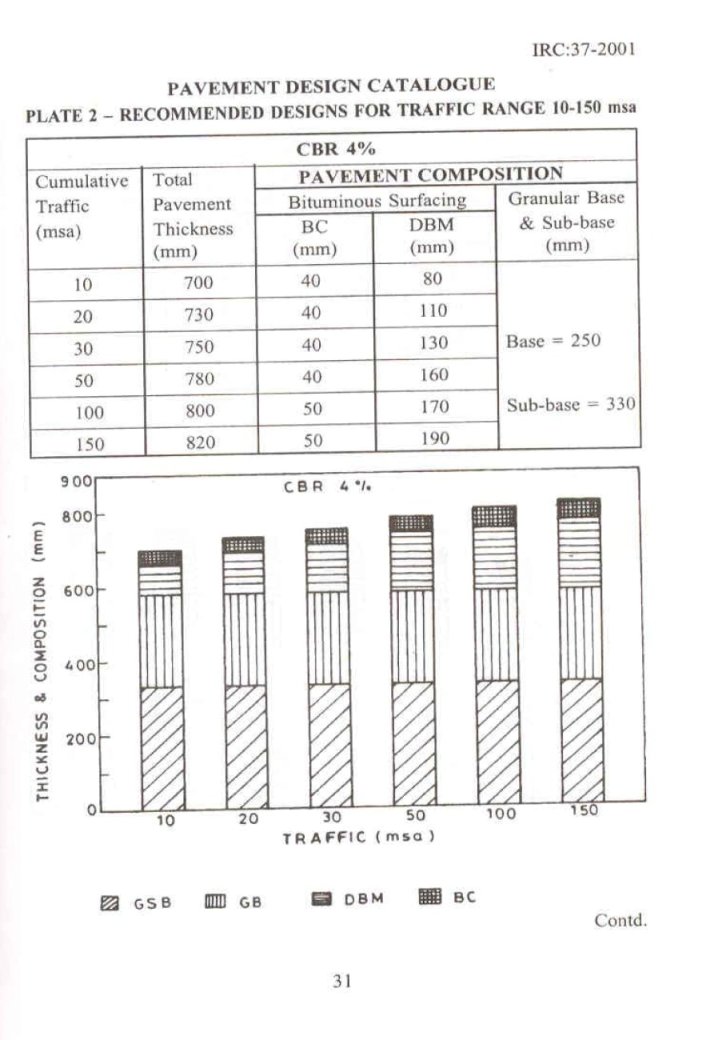 IRC:37-2001
PAVEMENT DESIGN CATALOGUE
PLATE 2 – RECOMMENDED DESIGNS FOR TRAFFIC RANGE 10-150 msa
CBR 4%
Cumulative Traffic (msa) Total Pavement Thickness (mm) PAVEMENT COMPOSITION
Bituminous Surfacing Granular Base & Sub-base (mm)
BC (mm) DBM (mm)
10 700 40 80
20 730 40 110
30 750 40 130 Base = 250
50 780 40 160
100 800 50 170 Sub-base = 330
150 820 50 190
CBR 4%
THICKNESS & COMPOSITION (mm)
900
800
600
400
200
0
10 20 30 50 100 150
TRAFFIC (msa)
GSB GB DBM BC
Contd.
31